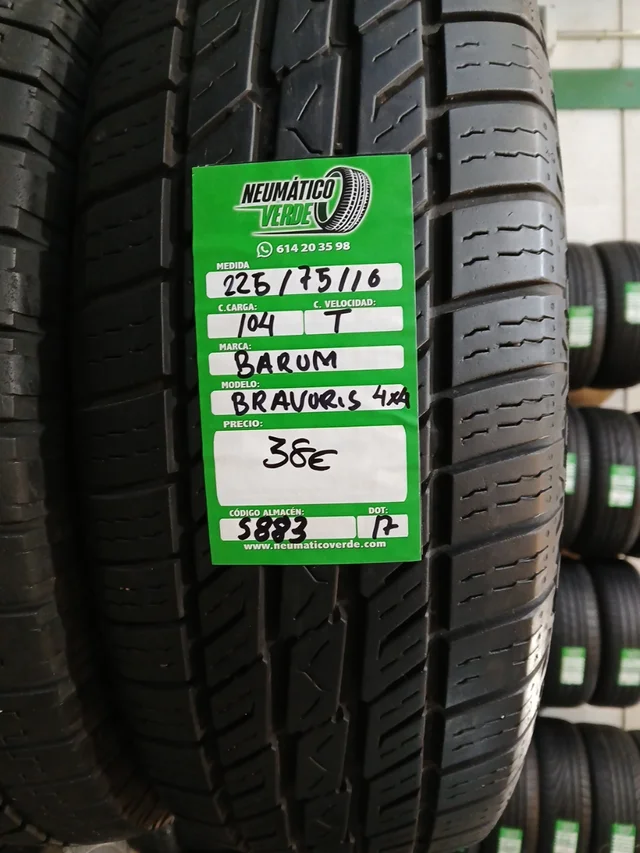 NEUMÁTICO
VERDE
614 20 35 98
MEDIDA
225/75/16
C.CARGA: C. VELOCIDAD:
104 T
MARCA:
BARUM
MODELO:
BRAVURIS 4x4
PRECIO:
38€
CÓDIGO ALMACÉN: DOT:
5883 17
www.neumaticoverde.com